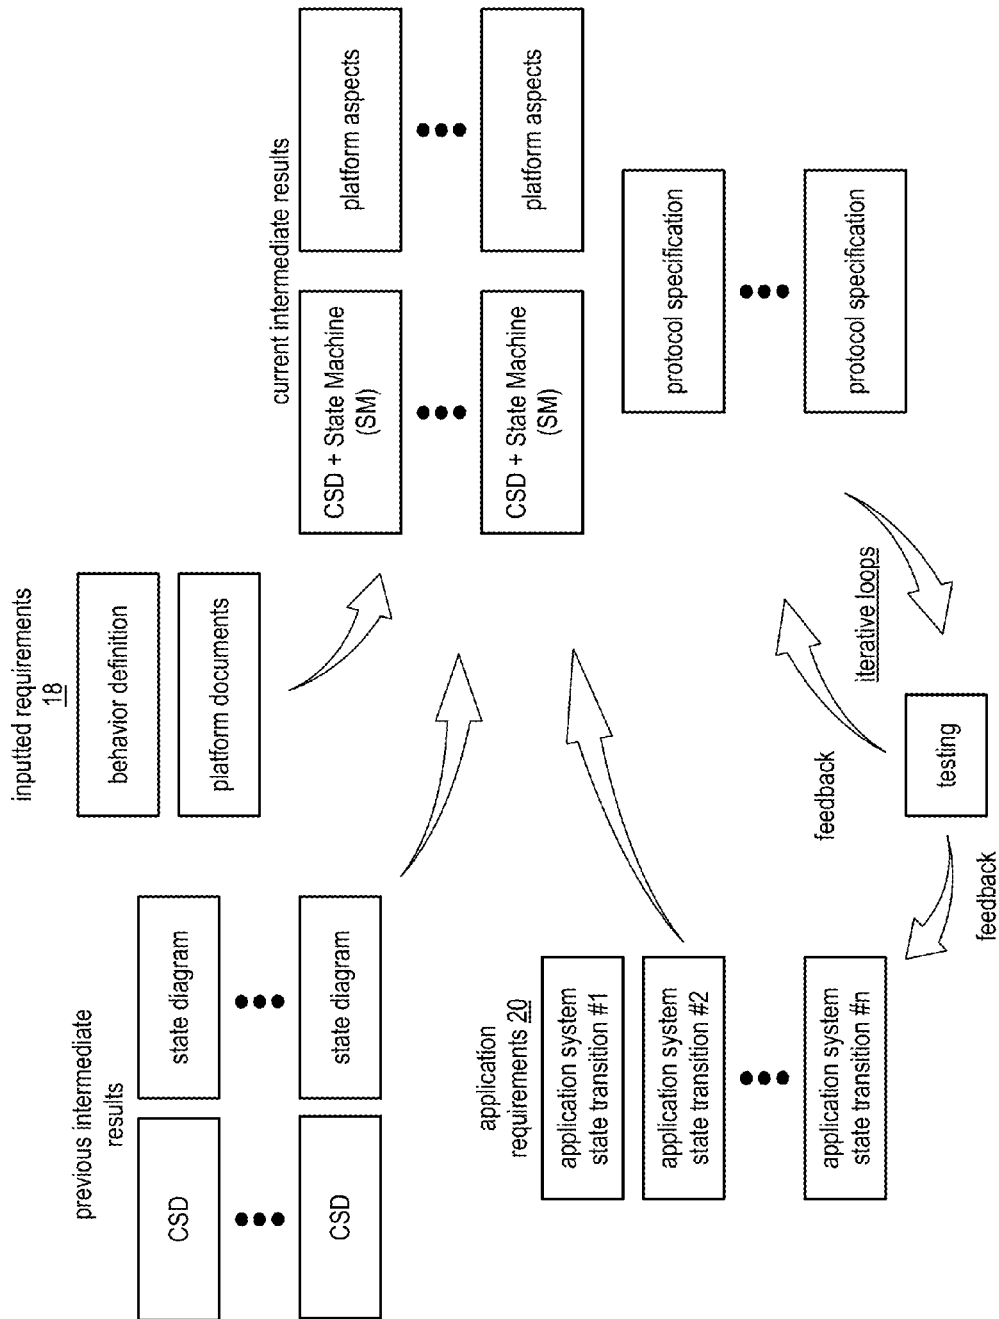 previous intermediate
results
CSD
state diagram
CSD
state diagram
inputted requirements
18
behavior definition
platform documents
current intermediate results
CSD + State Machine
(SM)
platform aspects
CSD + State Machine
(SM)
platform aspects
protocol specification
protocol specification
application
requirements 20
application system
state transition #1
application system
state transition #2
application system
state transition #n
feedback
iterative loops
testing
feedback